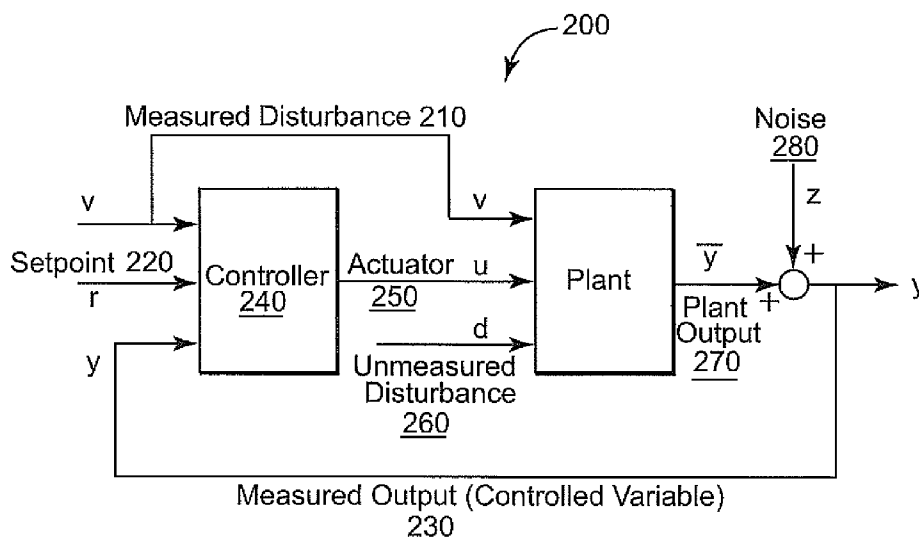 200
Measured Disturbance 210
Noise
280
v
v
z
+
Setpoint 220
r
Controller
240
Actuator
250
u
Plant
y̅
+
y
Plant
Output
270
y
d
Unmeasured
Disturbance
260
Measured Output (Controlled Variable)
230